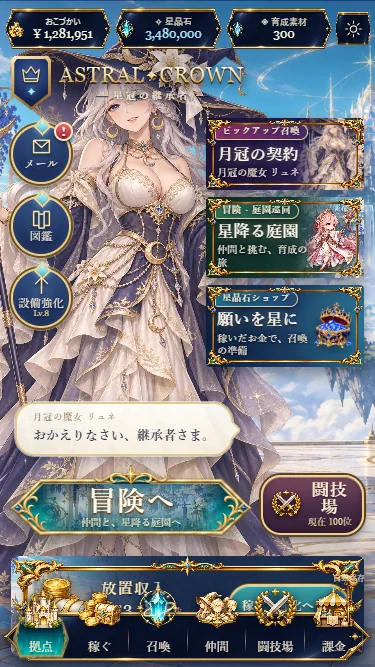 おこづかい
¥1,281,951
✧ 星晶石
3,480,000
◈ 育成素材
300
ASTRAL✦CROWN
星冠の継承者
!
メール
図鑑
設備強化
Lv.8
ピックアップ召喚
月冠の契約
月冠の魔女 リュネ
冒険・庭園巡回
星降る庭園
仲間と挑む、育成の
旅
星晶石ショップ
願いを星に
稼いだお金で、召喚
の準備
月冠の魔女 リュネ
おかえりなさい、継承者さま。
冒険へ
仲間と、星降る庭園へ
闘技
場
現在 100位
放置収入
拠点
稼ぐ
召喚
仲間
闘技場
課金